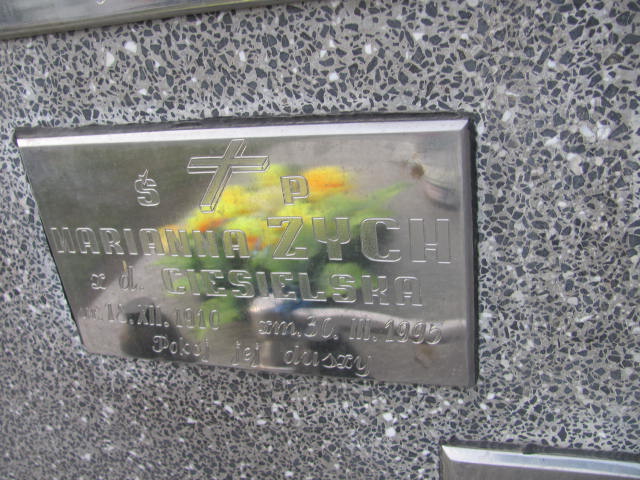 Ś P
MARIANNA ZYCH
z d. CIESIELSKA
ur. 18. XII. 1910 zm. 30. III. 1995
Pokój jej duszy